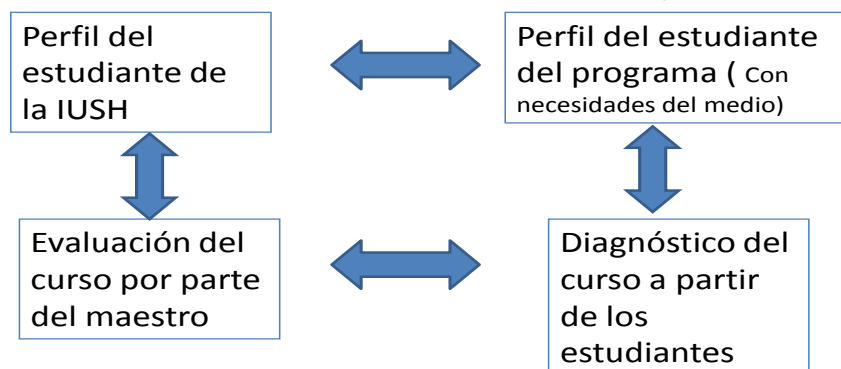 Perfil del
estudiante de
la IUSH
Perfil del estudiante
del programa ( Con
necesidades del medio)
Evaluación del
curso por parte
del maestro
Diagnóstico del
curso a partir
de los
estudiantes